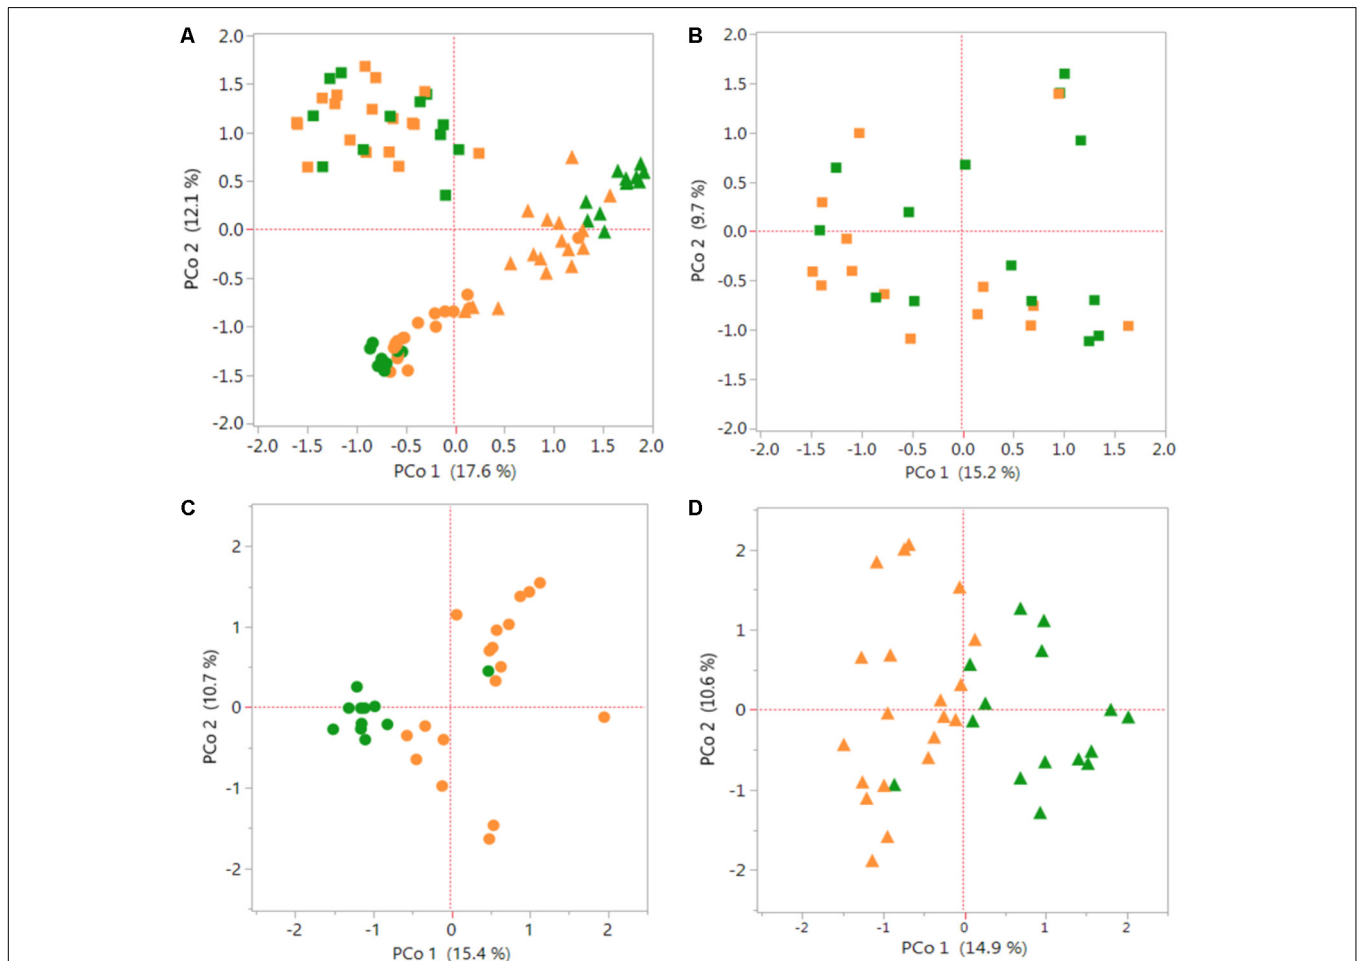 A
2.0
1.5
1.0
0.5
0.0
-0.5
-1.0
-1.5
-2.0
PCo 2 (12.1 %)
-2.0 -1.5 -1.0 -0.5 0.0 0.5 1.0 1.5 2.0
PCo 1 (17.6 %)
B
2.0
1.5
1.0
0.5
0.0
-0.5
-1.0
-1.5
-2.0
PCo 2 (9.7 %)
-2.0 -1.5 -1.0 -0.5 0.0 0.5 1.0 1.5 2.0
PCo 1 (15.2 %)
C
2
1
0
-1
-2
PCo 2 (10.7 %)
-2 -1 0 1 2
PCo 1 (15.4 %)
D
2
1
0
-1
-2
PCo 2 (10.6 %)
-2 -1 0 1 2
PCo 1 (14.9 %)